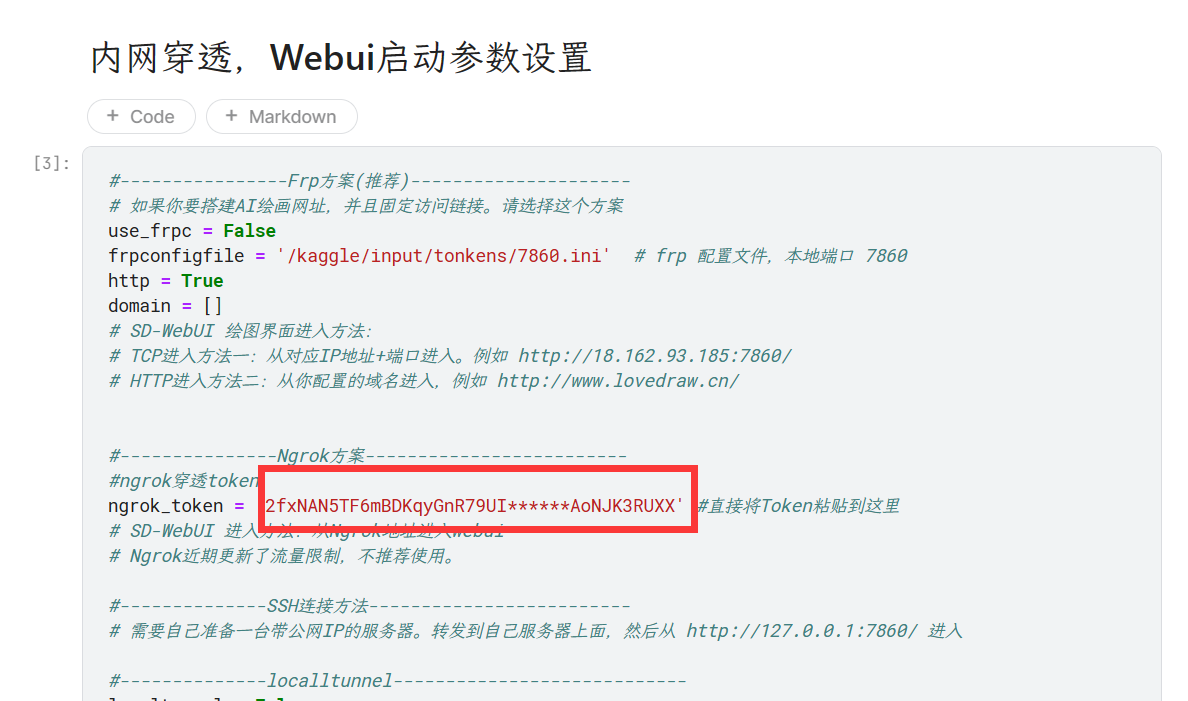 内网穿透，Webui启动参数设置
+ Code + Markdown
[3]:
#----------------Frp方案(推荐)---------------------
# 如果你要搭建AI绘画网址，并且固定访问链接。请选择这个方案
use_frpc = False
frpconfigfile = '/kaggle/input/tonkens/7860.ini' # frp 配置文件，本地端口 7860
http = True
domain = []
# SD-WebUI 绘图界面进入方法：
# TCP进入方法一：从对应IP地址+端口进入。例如 http://18.162.93.185:7860/
# HTTP进入方法二：从你配置的域名进入，例如 http://www.lovedraw.cn/
#---------------Ngrok方案-------------------------
#ngrok穿透token
ngrok_token = 2fxNAN5TF6mBDKqyGnR79UI******AoNJK3RUXX' #直接将Token粘贴到这里
# SD-WebUI 进入方法：从Ngrok地址进入webui
# Ngrok近期更新了流量限制，不推荐使用。
#--------------SSH连接方法-------------------------
# 需要自己准备一台带公网IP的服务器。转发到自己服务器上面，然后从 http://127.0.0.1:7860/ 进入
#--------------localltunnel----------------------------